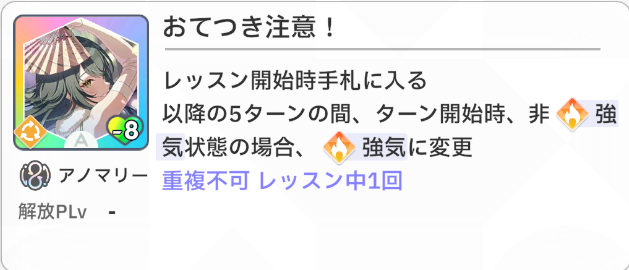 おてつき注意！
レッスン開始時手札に入る
以降の5ターンの間、ターン開始時、非 強
気状態の場合、 強気に変更
重複不可 レッスン中1回
-8
A
アノマリー
解放PLv -